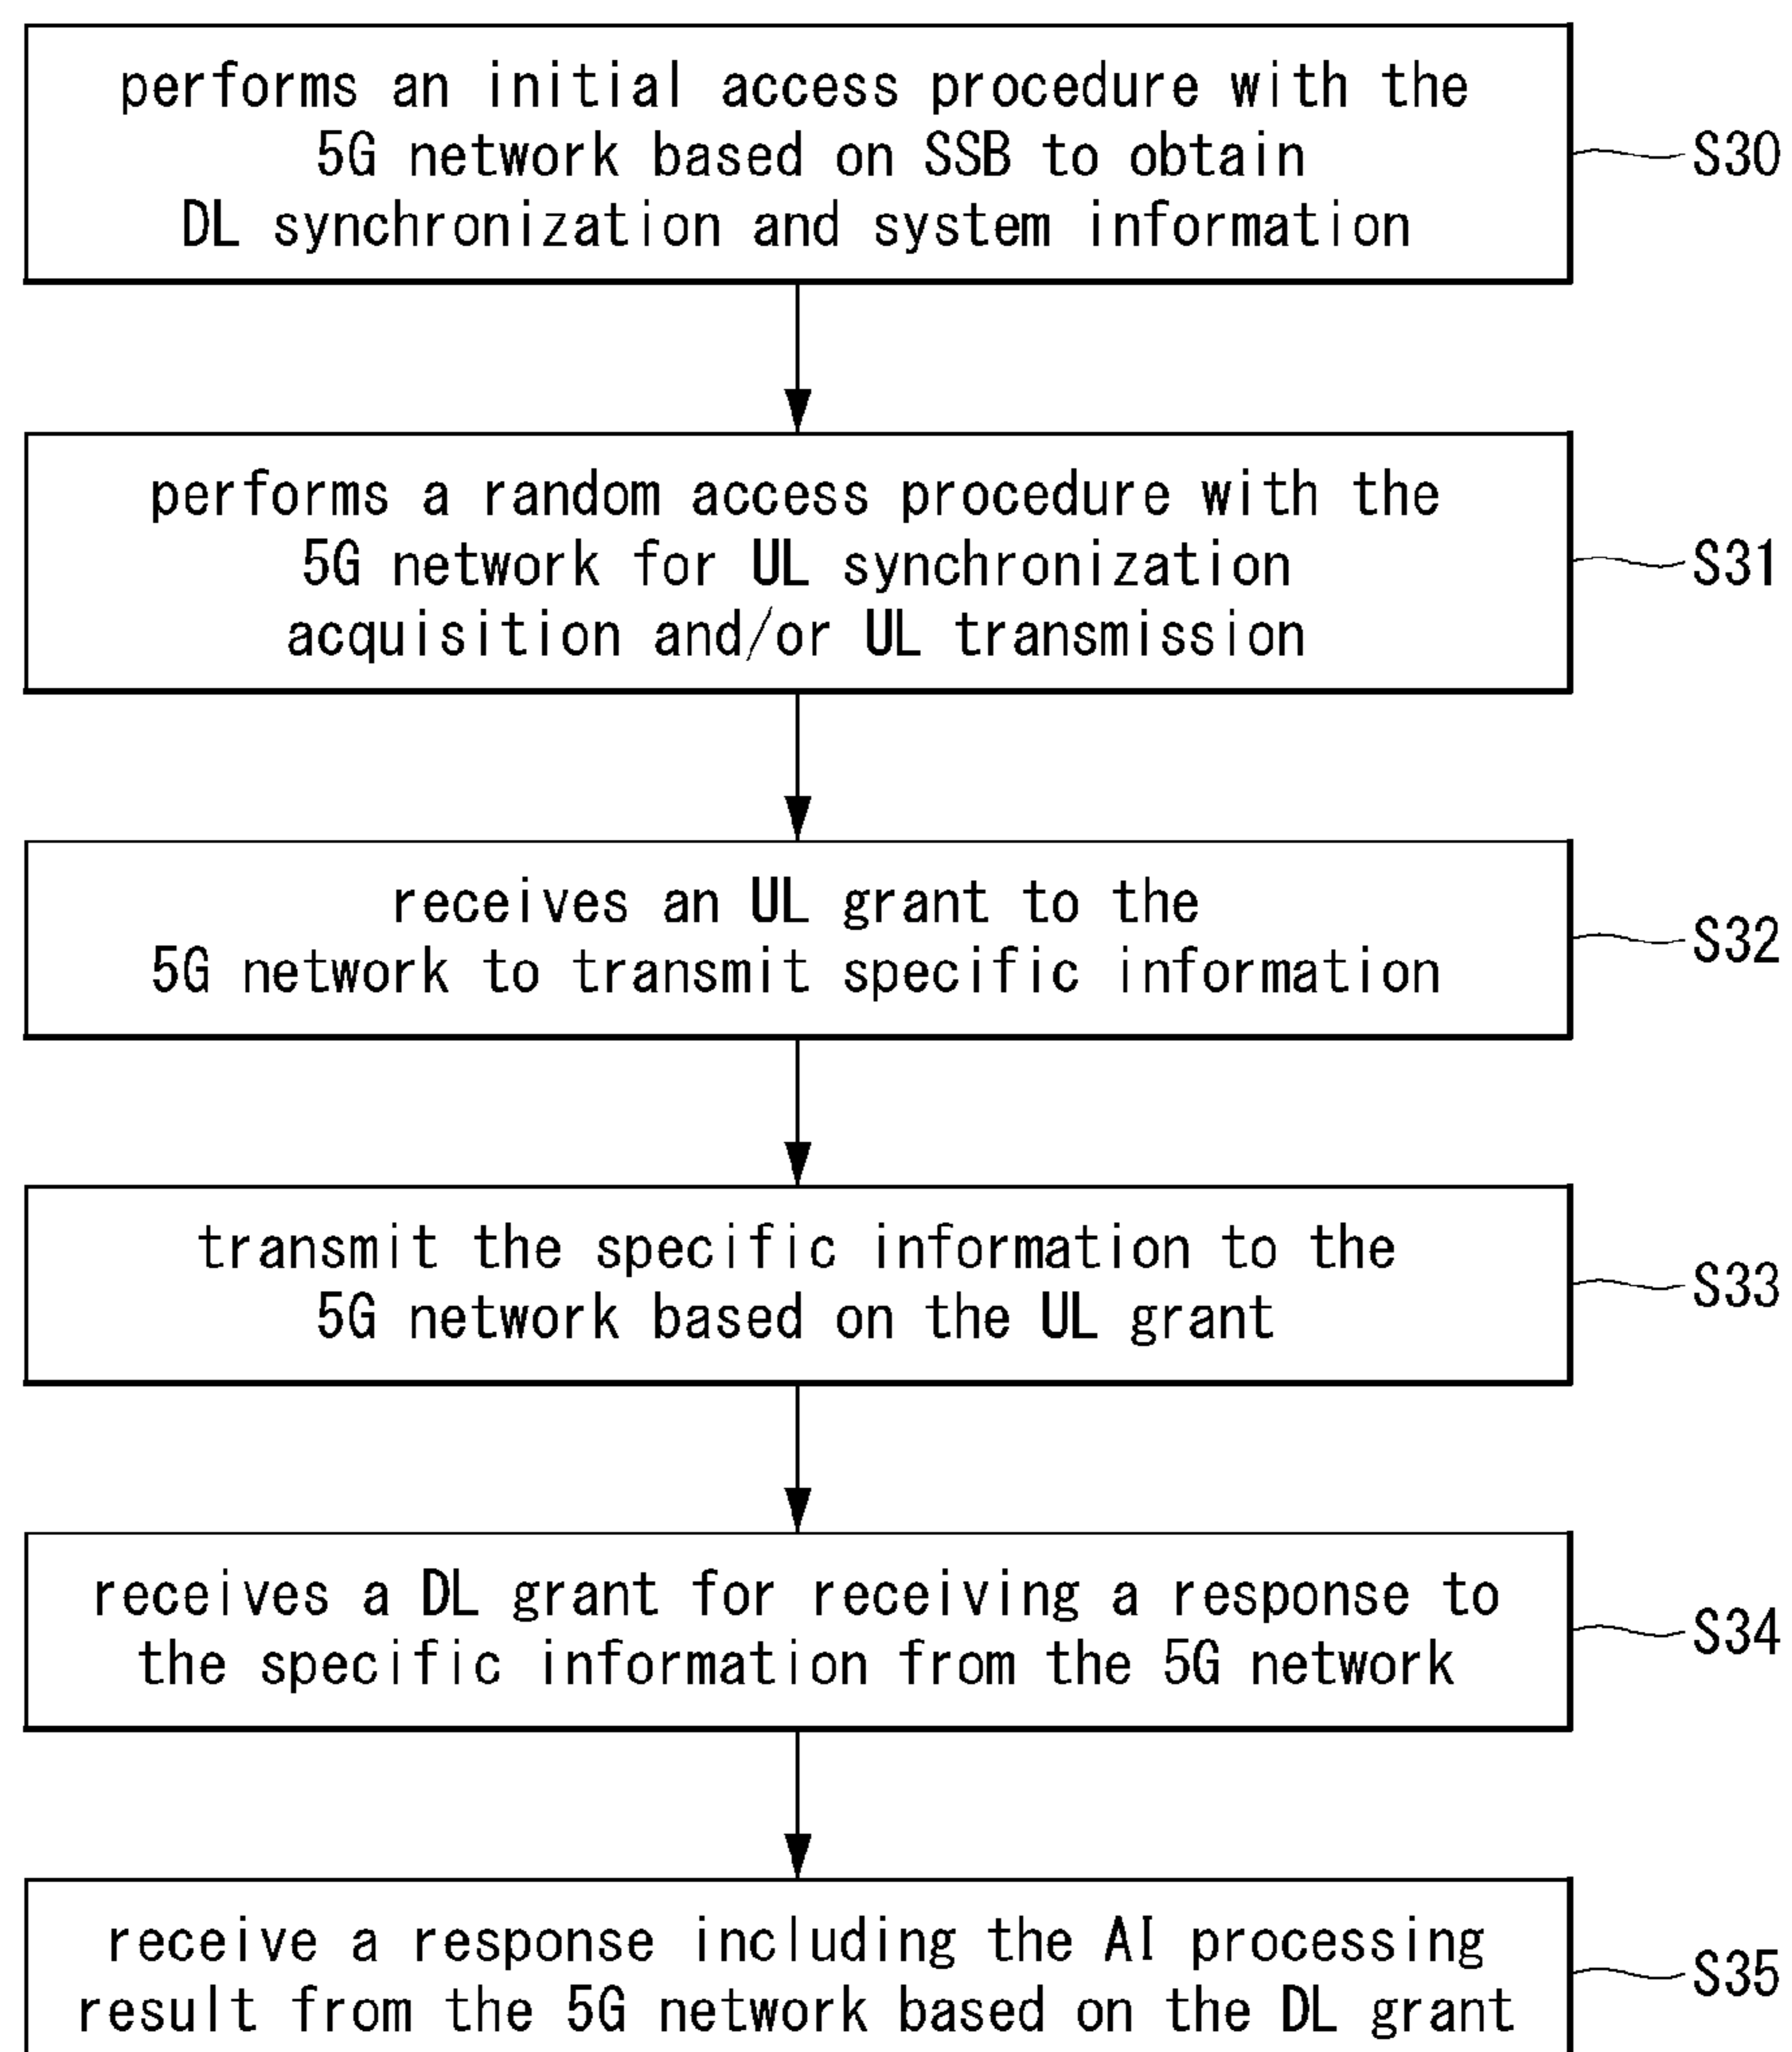 performs an initial access procedure with the
5G network based on SSB to obtain
DL synchronization and system information
S30
performs a random access procedure with the
5G network for UL synchronization
acquisition and/or UL transmission
S31
receives an UL grant to the
5G network to transmit specific information
S32
transmit the specific information to the
5G network based on the UL grant
S33
receives a DL grant for receiving a response to
the specific information from the 5G network
S34
receive a response including the AI processing
result from the 5G network based on the DL grant
S35